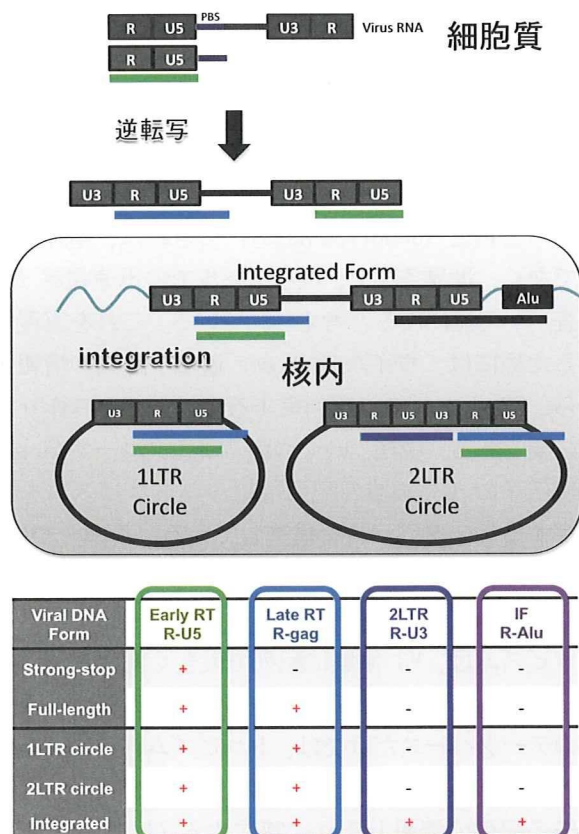 PBS
R U5 U3 R Virus RNA
細胞質
R U5
逆転写
U3 R U5 U3 R U5
Integrated Form
U3 R U5 U3 R U5 Alu
integration
核内
U3 R U5
U3 R U5 U3 R U5
1LTR
Circle
2LTR
Circle
Viral DNA Form Early RT R-U5 Late RT R-gag 2LTR R-U3 IF R-Alu
Strong-stop + - - -
Full-length + + - -
1LTR circle + + - -
2LTR circle + + - -
Integrated + + + +